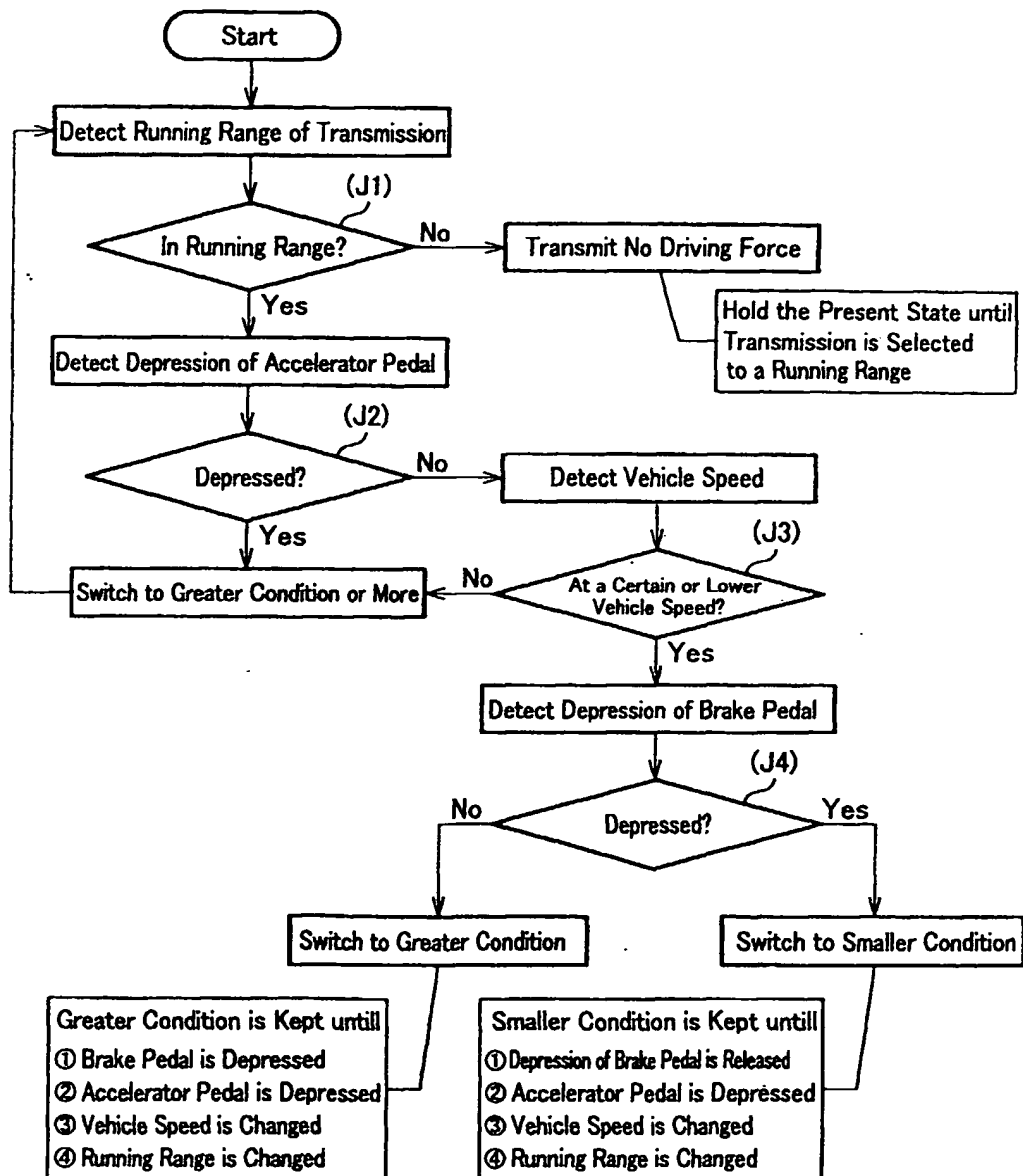 Start
Detect Running Range of Transmission
(J1)
In Running Range?
No
Transmit No Driving Force
Yes
Hold the Present State until
Transmission is Selected
to a Running Range
Detect Depression of Accelerator Pedal
(J2)
Depressed?
No
Detect Vehicle Speed
Yes
(J3)
Switch to Greater Condition or More
No
At a Certain or Lower
Vehicle Speed?
Yes
Detect Depression of Brake Pedal
(J4)
No
Depressed?
Yes
Switch to Greater Condition
Switch to Smaller Condition
Greater Condition is Kept untill
① Brake Pedal is Depressed
② Accelerator Pedal is Depressed
③ Vehicle Speed is Changed
④ Running Range is Changed
Smaller Condition is Kept untill
① Depression of Brake Pedal is Released
② Accelerator Pedal is Depressed
③ Vehicle Speed is Changed
④ Running Range is Changed